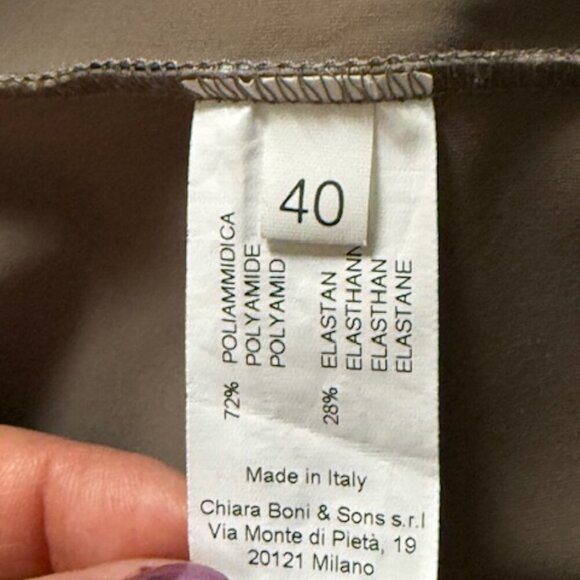 40
72% POLIAMMIDICA
POLYAMIDE
POLYAMID
28% ELASTAN
ELASTHANN
ELASTHAN
ELASTANE
Made in Italy
Chiara Boni & Sons s.r.l
Via Monte di Pietà, 19
20121 Milano